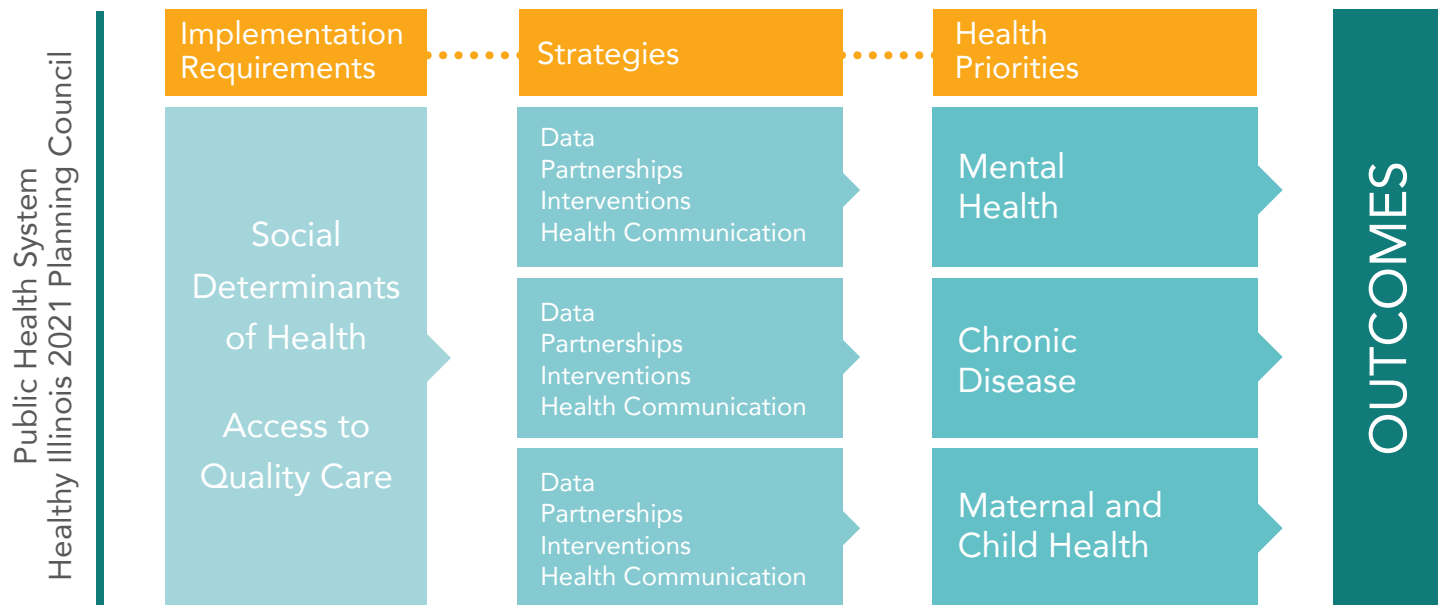 Public Health System
Healthy Illinois 2021 Planning Council
Implementation
Requirements
Social
Determinants
of Health
Access to
Quality Care
Strategies
Data
Partnerships
Interventions
Health Communication
Data
Partnerships
Interventions
Health Communication
Data
Partnerships
Interventions
Health Communication
Health
Priorities
Mental
Health
Chronic
Disease
Maternal and
Child Health
OUTCOMES